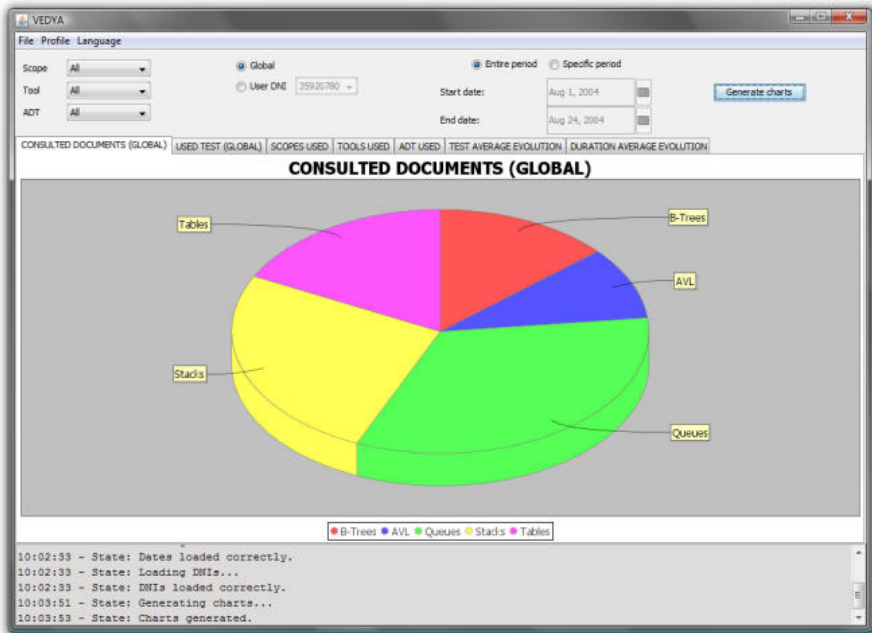 VEDYA
File Profile Language
Scope All
Global
Entire period Specific period
Tool All
User DNI 35920780
Start date: Aug 1, 2004
Generate charts
ADT All
End date: Aug 24, 2004
CONSULTED DOCUMENTS (GLOBAL) USED TEST (GLOBAL) SCOPES USED TOOLS USED ADT USED TEST AVERAGE EVOLUTION DURATION AVERAGE EVOLUTION
CONSULTED DOCUMENTS (GLOBAL)
Tables
B-Trees
AVL
Stacks
Queues
B-Trees AVL Queues Stacks Tables
10:02:33 - State: Dates loaded correctly.
10:02:33 - State: Loading DNIs...
10:02:33 - State: DNIs loaded correctly.
10:03:51 - State: Generating charts...
10:03:53 - State: Charts generated.